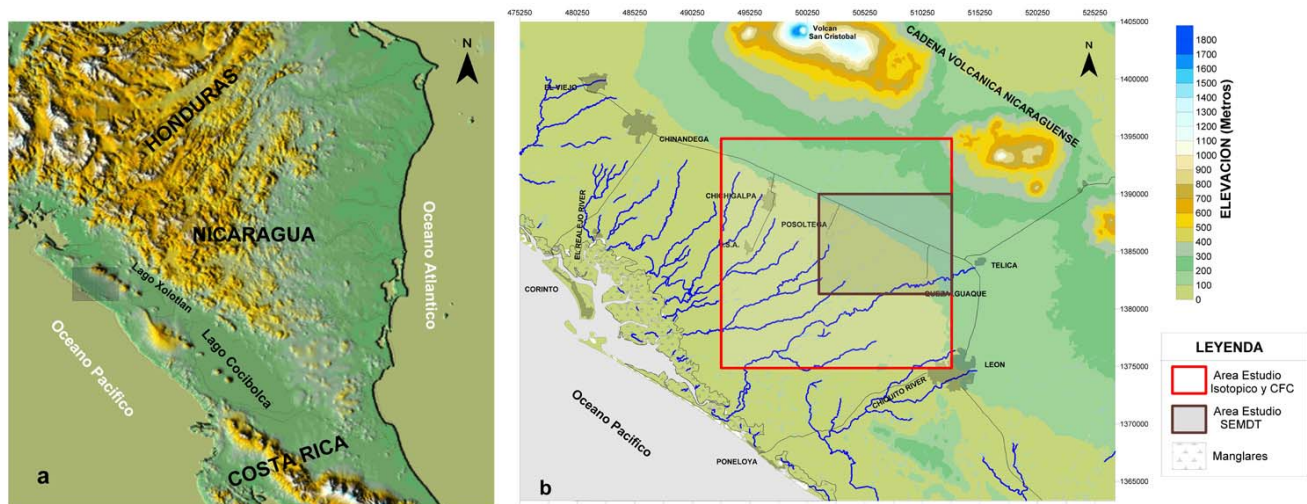 N
HONDURAS
NICARAGUA
Oceano Atlantico
Lago Xolotlan
Lago Cocibolca
Oceano Pacifico
COSTA RICA
a
475250 480250 485250 490250 495250 500250 505250 510250 515250 520250 525250
1405000
1400000
1395000
1390000
1385000
1380000
1375000
1370000
1365000
Volcan
San Cristobal
CADENA VOLCANICA NICARAGUENSE
N
EL VIEJO
CHINANDEGA
CHICHIGALPA
POSOLTEGA
EL REALEJO RIVER
I.S.A.
CORINTO
TELICA
QUEZALGUAQUE
LEON
CHIQUITO RIVER
Oceano Pacífico
PONELOYA
b
ELEVACION (Metros)
1800
1700
1600
1500
1400
1300
1200
1100
1000
900
800
700
600
500
400
300
200
100
0
LEYENDA
Area Estudio
Isotopico y CFC
Area Estudio
SEMDT
Manglares